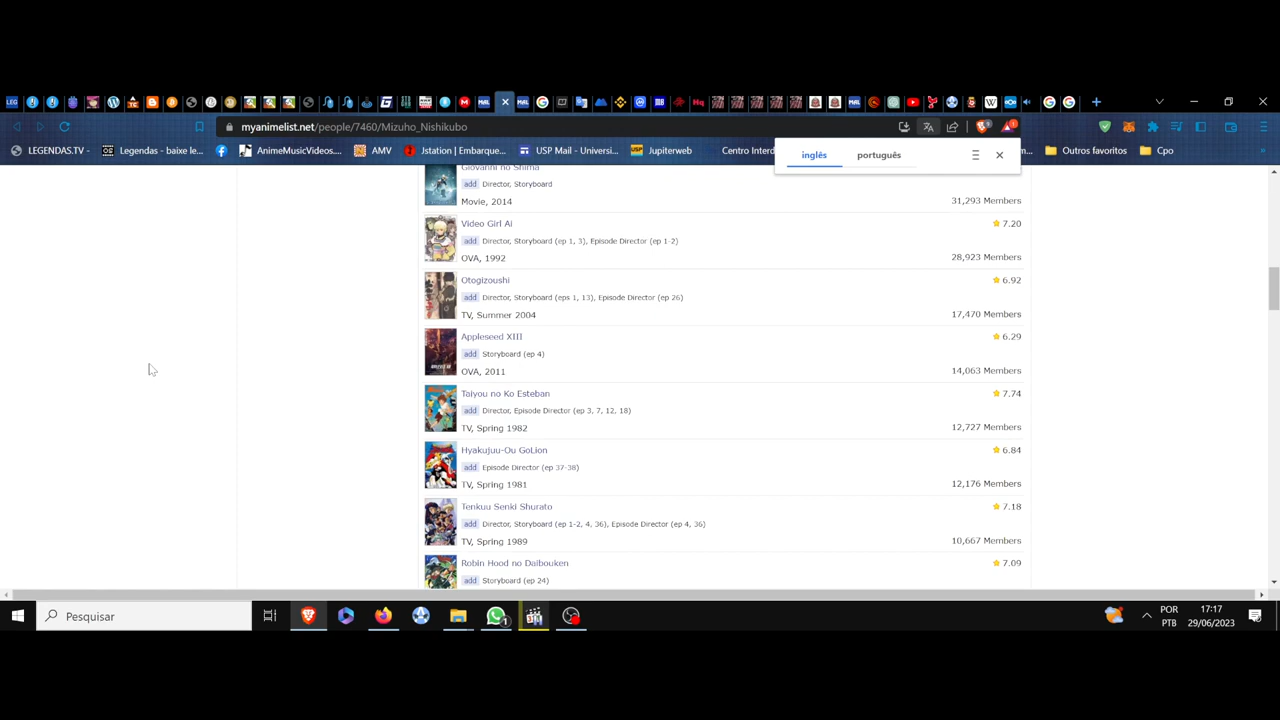 myanimelist.net/people/7460/Mizuho_Nishikubo
LEGENDAS.TV -
Legendas - baixe le...
AnimeMusicVideos...
AMV
Jstation | Embarque...
USP Mail - Universi...
Jupiterweb
Centro Interd
Outros favoritos
Cpo
inglês
português
Giovanni no Shima
add Director, Storyboard
Movie, 2014
31,293 Members
Video Girl Ai
7.20
add Director, Storyboard (ep 1, 3), Episode Director (ep 1-2)
OVA, 1992
28,923 Members
Otogizoushi
6.92
add Director, Storyboard (eps 1, 13), Episode Director (ep 26)
TV, Summer 2004
17,470 Members
Appleseed XIII
6.29
add Storyboard (ep 4)
OVA, 2011
14,063 Members
Taiyou no Ko Esteban
7.74
add Director, Episode Director (ep 3, 7, 12, 18)
TV, Spring 1982
12,727 Members
Hyakujuu-Ou GoLion
6.84
add Episode Director (ep 37-38)
TV, Spring 1981
12,176 Members
Tenkuu Senki Shurato
7.18
add Director, Storyboard (ep 1-2, 4, 36), Episode Director (ep 4, 36)
TV, Spring 1989
10,667 Members
Robin Hood no Daibouken
7.09
add Storyboard (ep 24)
Pesquisar
POR
PTB
17:17
29/06/2023